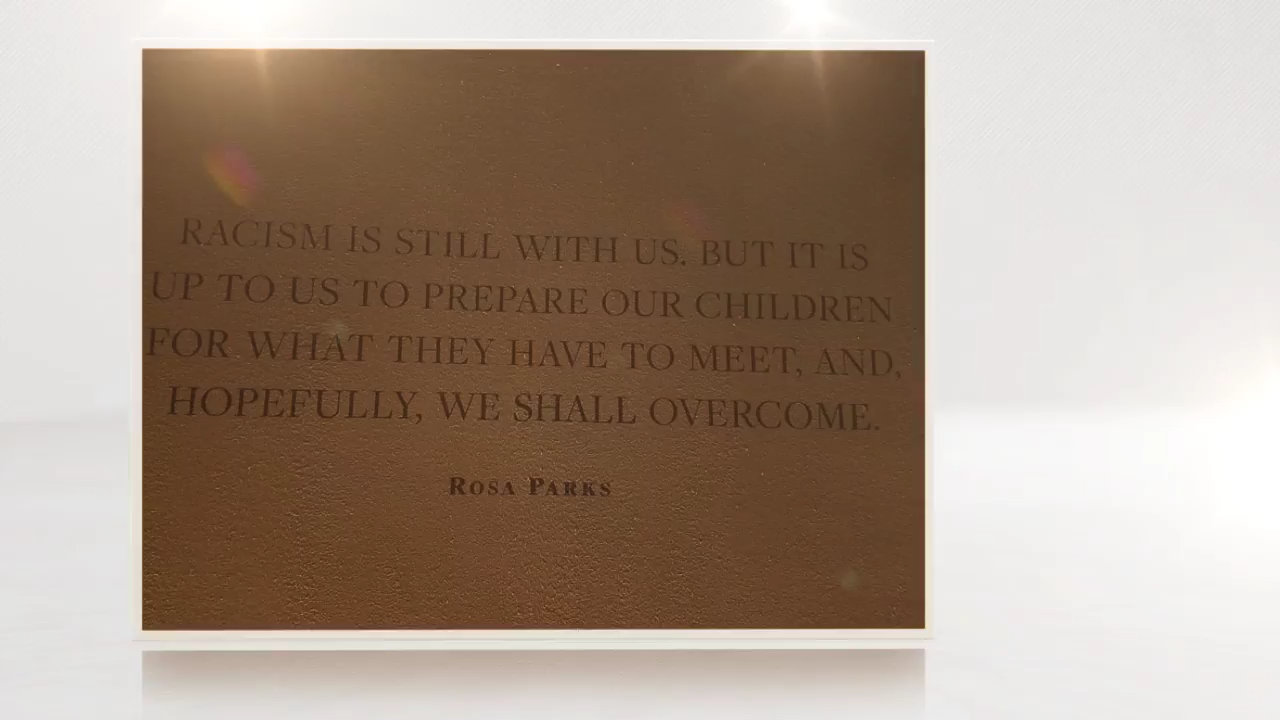 RACISM IS STILL WITH US. BUT IT IS
UP TO US TO PREPARE OUR CHILDREN
FOR WHAT THEY HAVE TO MEET, AND,
HOPEFULLY, WE SHALL OVERCOME.
ROSA PARKS